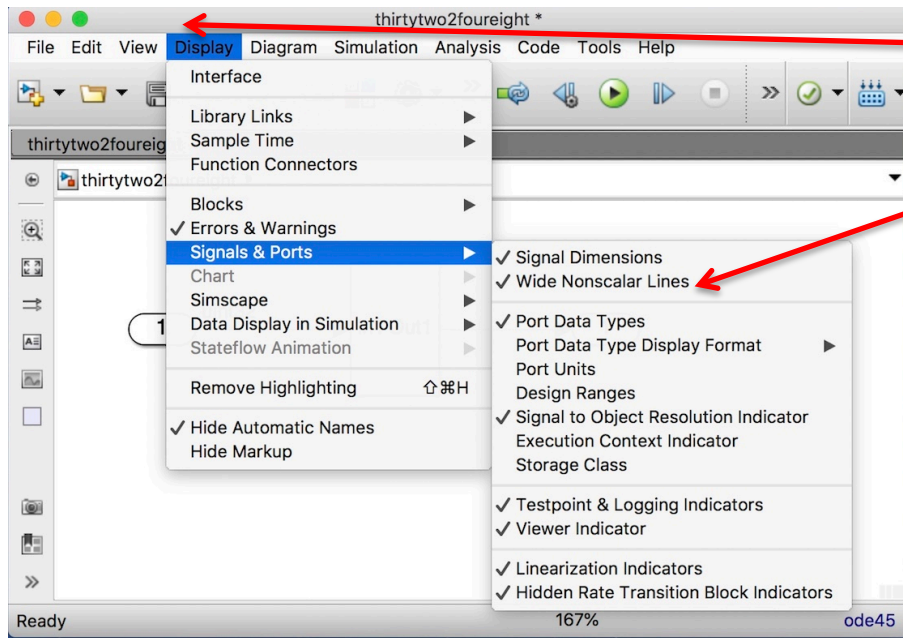 thirtytwo2foureight *
File Edit View Display Diagram Simulation Analysis Code Tools Help
thirtytwo2foureig
thirtytwo2f
Interface
Library Links
Sample Time
Function Connectors
Blocks
✓ Errors & Warnings
Signals & Ports
Chart
Simscape
Data Display in Simulation
Stateflow Animation
Remove Highlighting ⇧⌘H
✓ Hide Automatic Names
Hide Markup
✓ Signal Dimensions
✓ Wide Nonscalar Lines
✓ Port Data Types
Port Data Type Display Format
Port Units
Design Ranges
✓ Signal to Object Resolution Indicator
Execution Context Indicator
Storage Class
✓ Testpoint & Logging Indicators
✓ Viewer Indicator
✓ Linearization Indicators
✓ Hidden Rate Transition Block Indicators
1
Ready 167% ode45